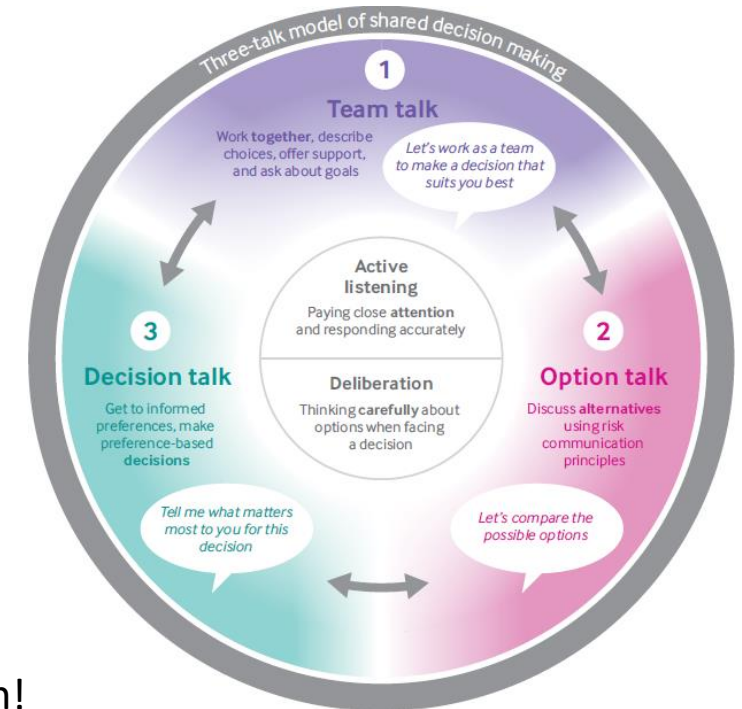 Three-talk model of shared decision making
1
Team talk
Work together, describe
choices, offer support,
and ask about goals
Let's work as a team
to make a decision that
suits you best
Active
listening
Paying close attention
and responding accurately
Deliberation
Thinking carefully about
options when facing
a decision
2
Option talk
Discuss alternatives
using risk
communication
principles
Let's compare the
possible options
3
Decision talk
Get to informed
preferences, make
preference-based
decisions
Tell me what matters
most to you for this
decision
!